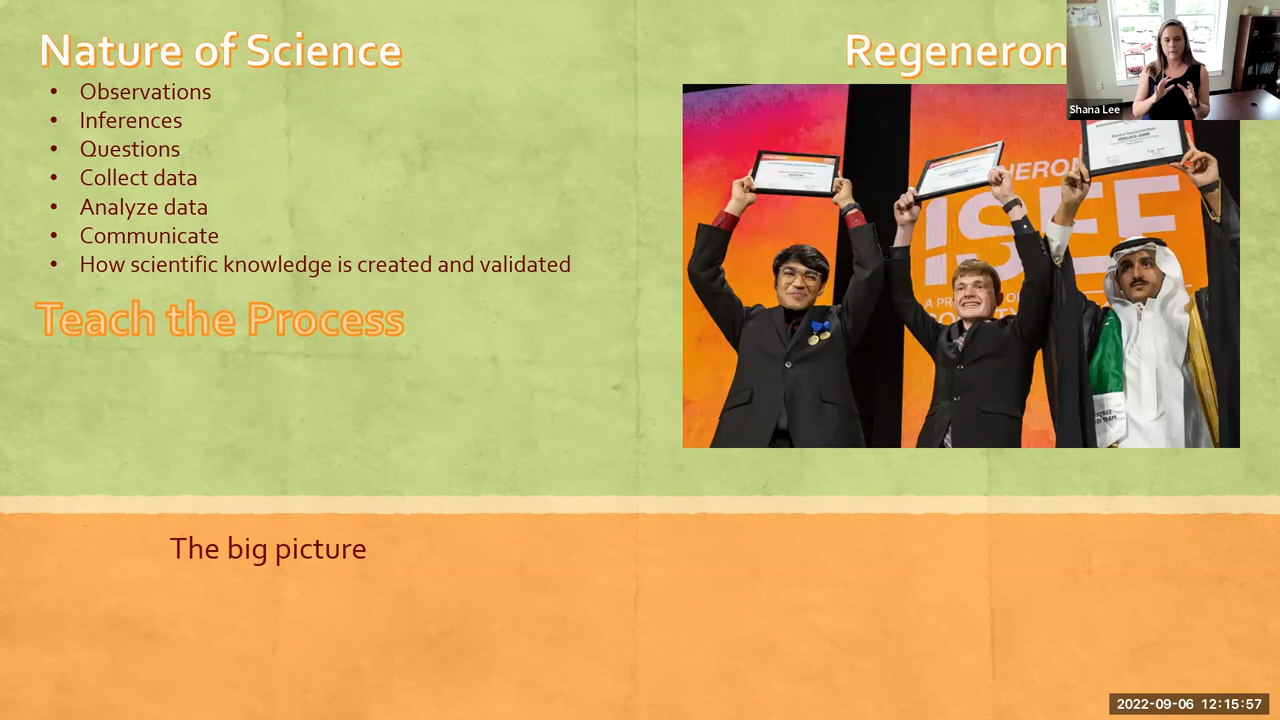 Nature of Science
• Observations
• Inferences
• Questions
• Collect data
• Analyze data
• Communicate
• How scientific knowledge is created and validated
Teach the Process
The big picture
Regeneron
Shana Lee
ISEF
A PR
2022-09-06 12:15:57